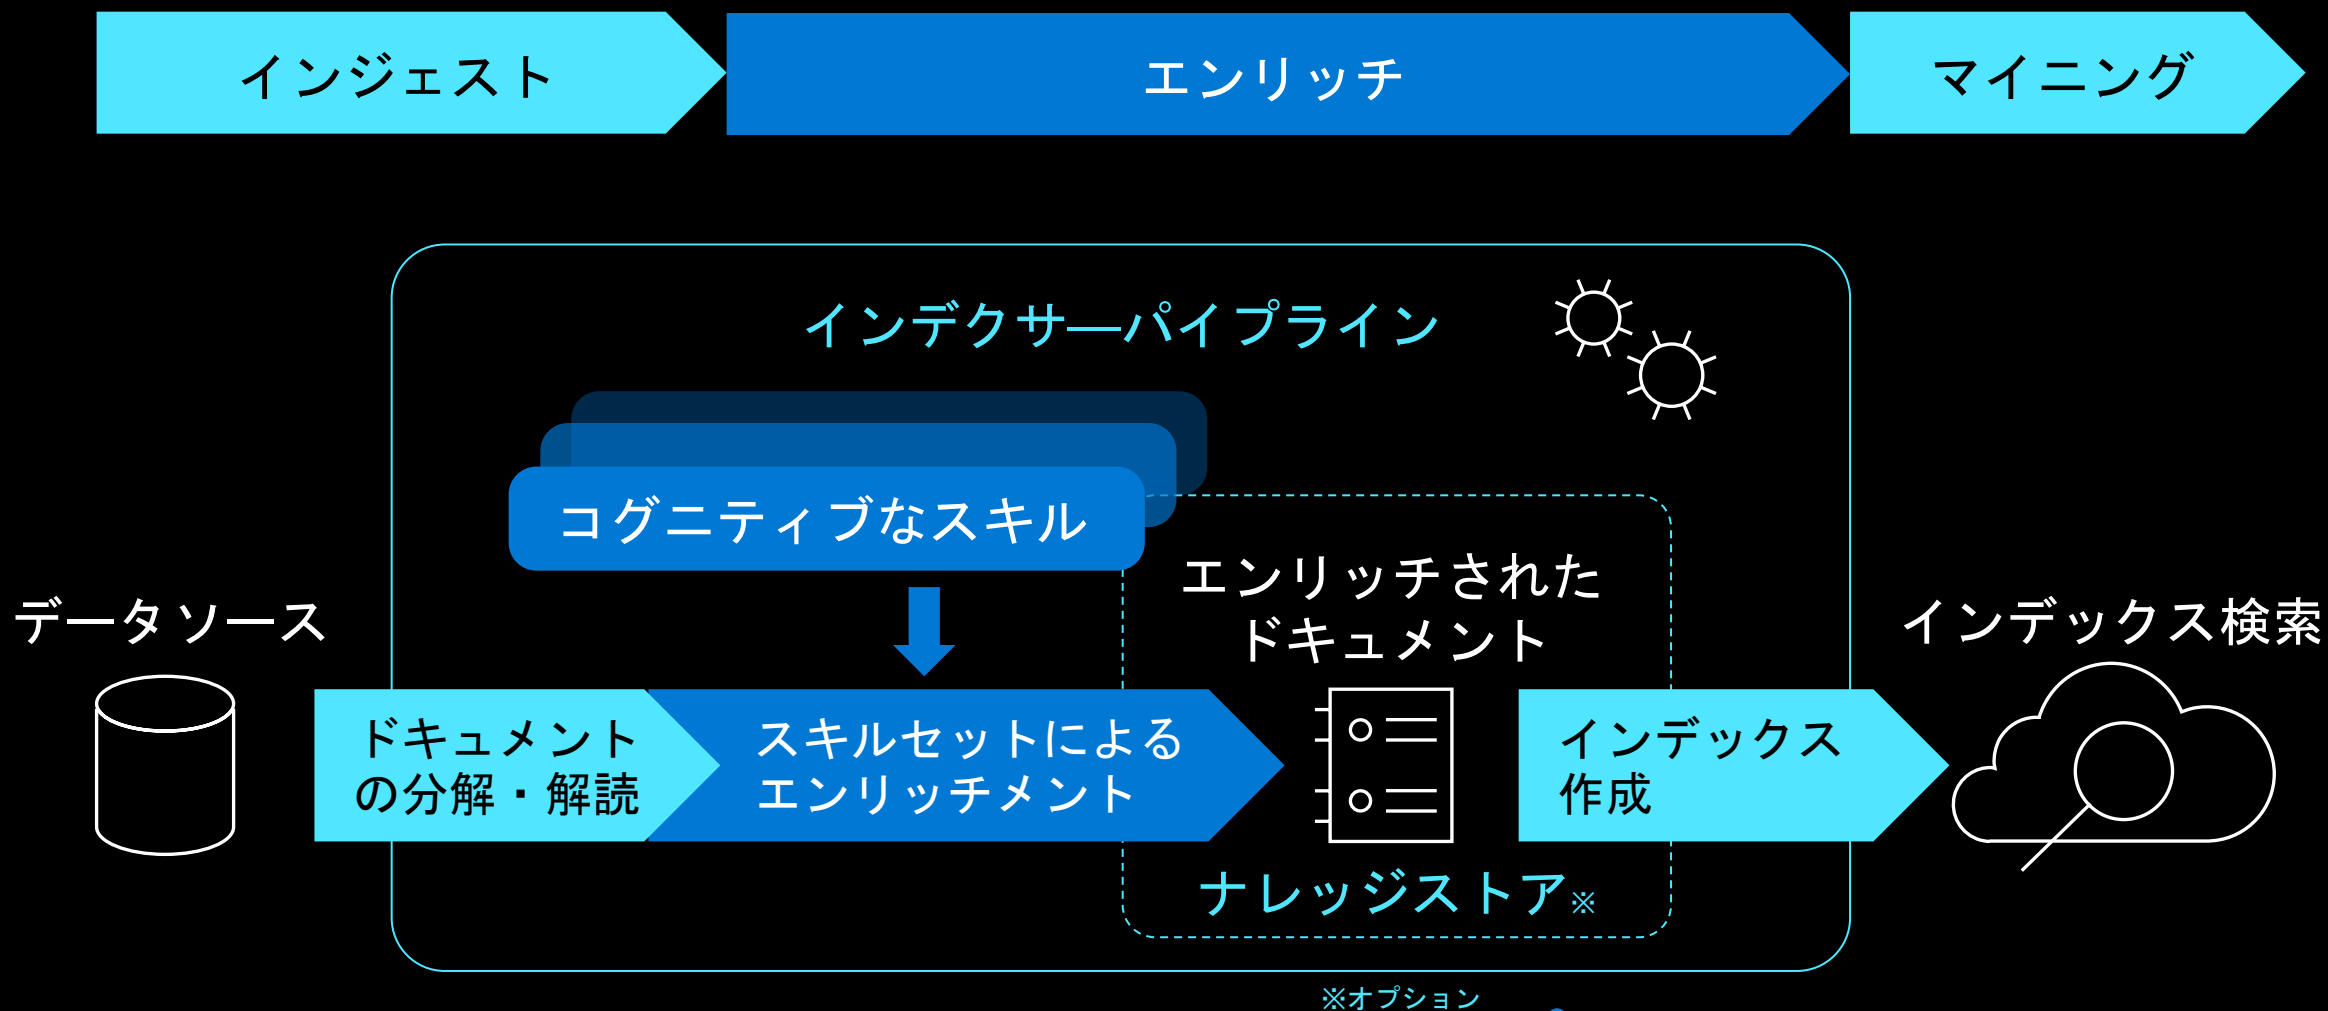 インジェスト
エンリッチ
マイニング
インデクサーパイプライン
コグニティブなスキル
データソース
エンリッチされた
ドキュメント
インデックス検索
ドキュメント
の分解・解読
スキルセットによる
エンリッチメント
インデックス
作成
ナレッジストア※
※オプション